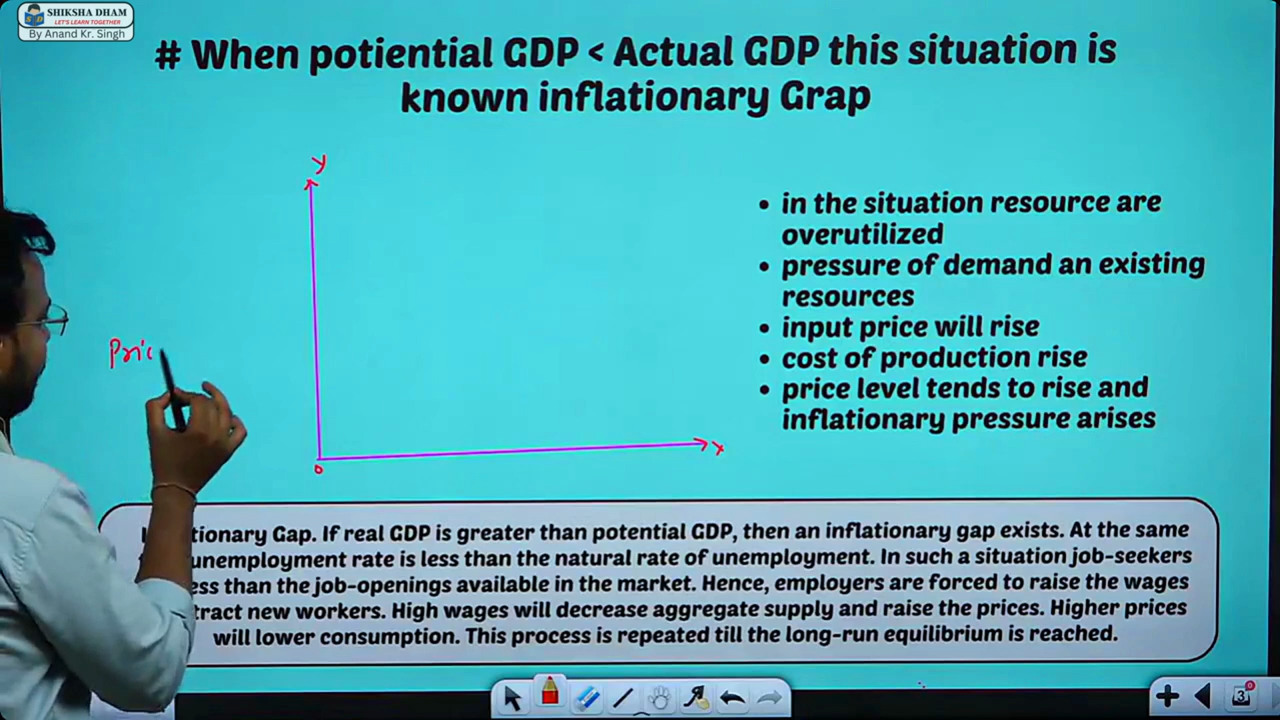 SHIKSHA DHAM
LET'S LEARN TOGETHER
By Anand Kr. Singh
# When potiential GDP < Actual GDP this situation is
known inflationary Grap
y
x
o
Pric
• in the situation resource are
overutilized
• pressure of demand an existing
resources
• input price will rise
• cost of production rise
• price level tends to rise and
inflationary pressure arises
tionary Gap. If real GDP is greater than potential GDP, then an inflationary gap exists. At the same
unemployment rate is less than the natural rate of unemployment. In such a situation job-seekers
ess than the job-openings available in the market. Hence, employers are forced to raise the wages
tract new workers. High wages will decrease aggregate supply and raise the prices. Higher prices
will lower consumption. This process is repeated till the long-run equilibrium is reached.
3
0